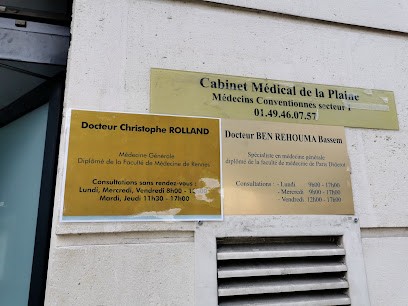 Cabinet Médical de la Plaine
Médecins Conventionnés secteur 1
01.49.46.07.57
Docteur Christophe ROLLAND
Médecine Générale
Diplômé de la Faculté de Médecine de Rennes
Consultations sans rendez-vous :
Lundi, Mercredi, Vendredi 8h00 -
Mardi, Jeudi 11h30 - 17h00
Docteur BEN REHOUMA Bassem
Spécialiste en médecine générale
diplômé de la faculté de médecine de Paris Diderot
Consultations : - Lundi 9h00 - 17h00
- Mercredi 9h00 - 17h00
- Vendredi 12h00 - 17h00